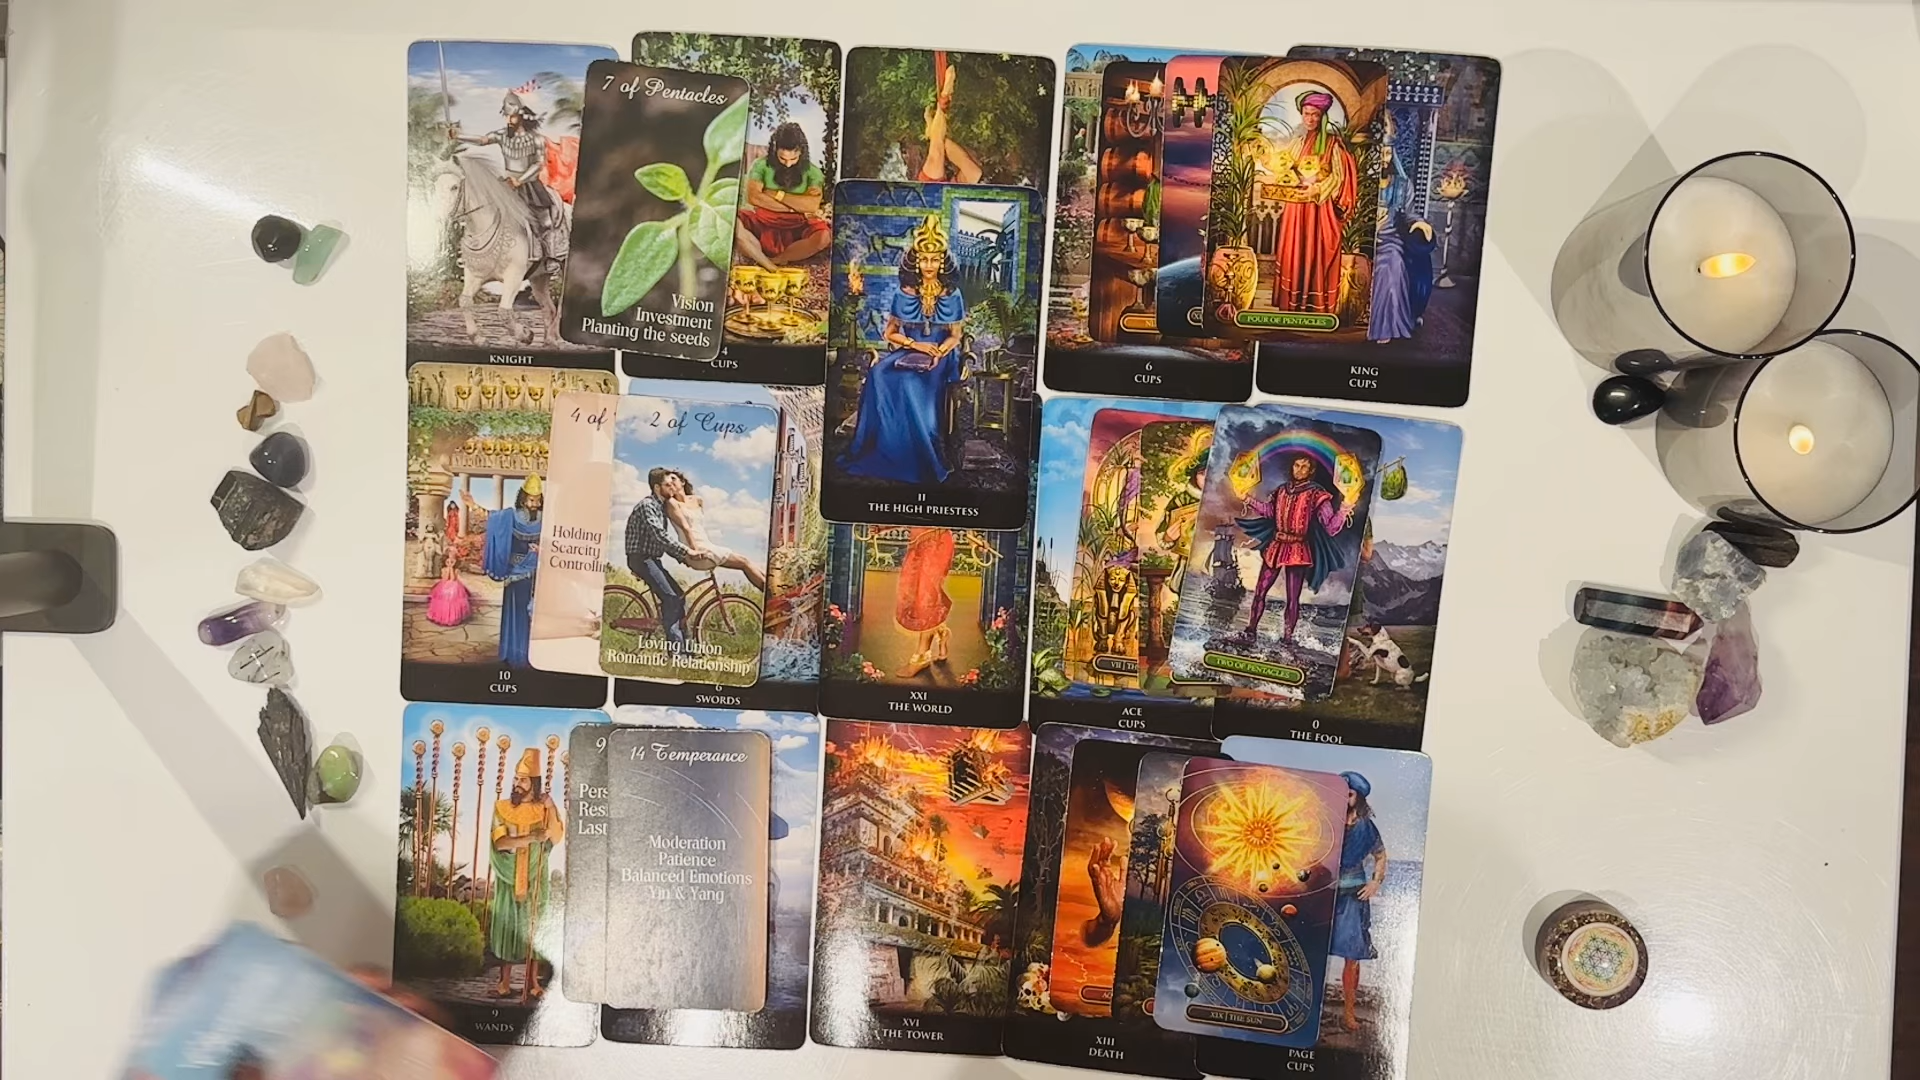 7 of Pentacles
Vision
Investment
Planting the seeds
KNIGHT
4
CUPS
6
CUPS
FOUR OF PENTACLES
KING
CUPS
II
THE HIGH PRIESTESS
4 of
Holding
Scarcity
2 of Cups
Loving Union
Romantic Relationship
10
CUPS
6
SWORDS
XXI
THE WORLD
VII
ACE
CUPS
TWO OF PENTACLES
0
THE FOOL
9
14 Temperance
Moderation
Patience
Balanced Emotions
Yin & Yang
9
WANDS
XVI
THE TOWER
XIII
DEATH
XIX | THE SUN
PAGE
CUPS